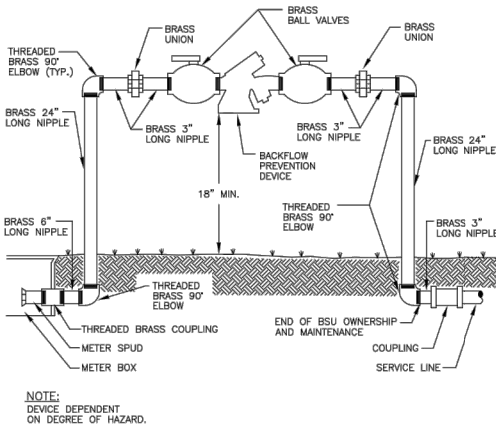 BRASS
BALL VALVES
BRASS
UNION
BRASS
UNION
THREADED
BRASS 90°
ELBOW (TYP.)
BRASS 24"
LONG NIPPLE
BRASS 3"
LONG NIPPLE
BRASS 3"
LONG NIPPLE
BRASS 24"
LONG NIPPLE
BACKFLOW
PREVENTION
DEVICE
18" MIN.
THREADED
BRASS 90°
ELBOW
BRASS 6"
LONG NIPPLE
BRASS 3"
LONG NIPPLE
THREADED
BRASS 90°
ELBOW
THREADED BRASS COUPLING
METER SPUD
METER BOX
END OF BSU OWNERSHIP
AND MAINTENANCE
COUPLING
SERVICE LINE
NOTE:
DEVICE DEPENDENT
ON DEGREE OF HAZARD.